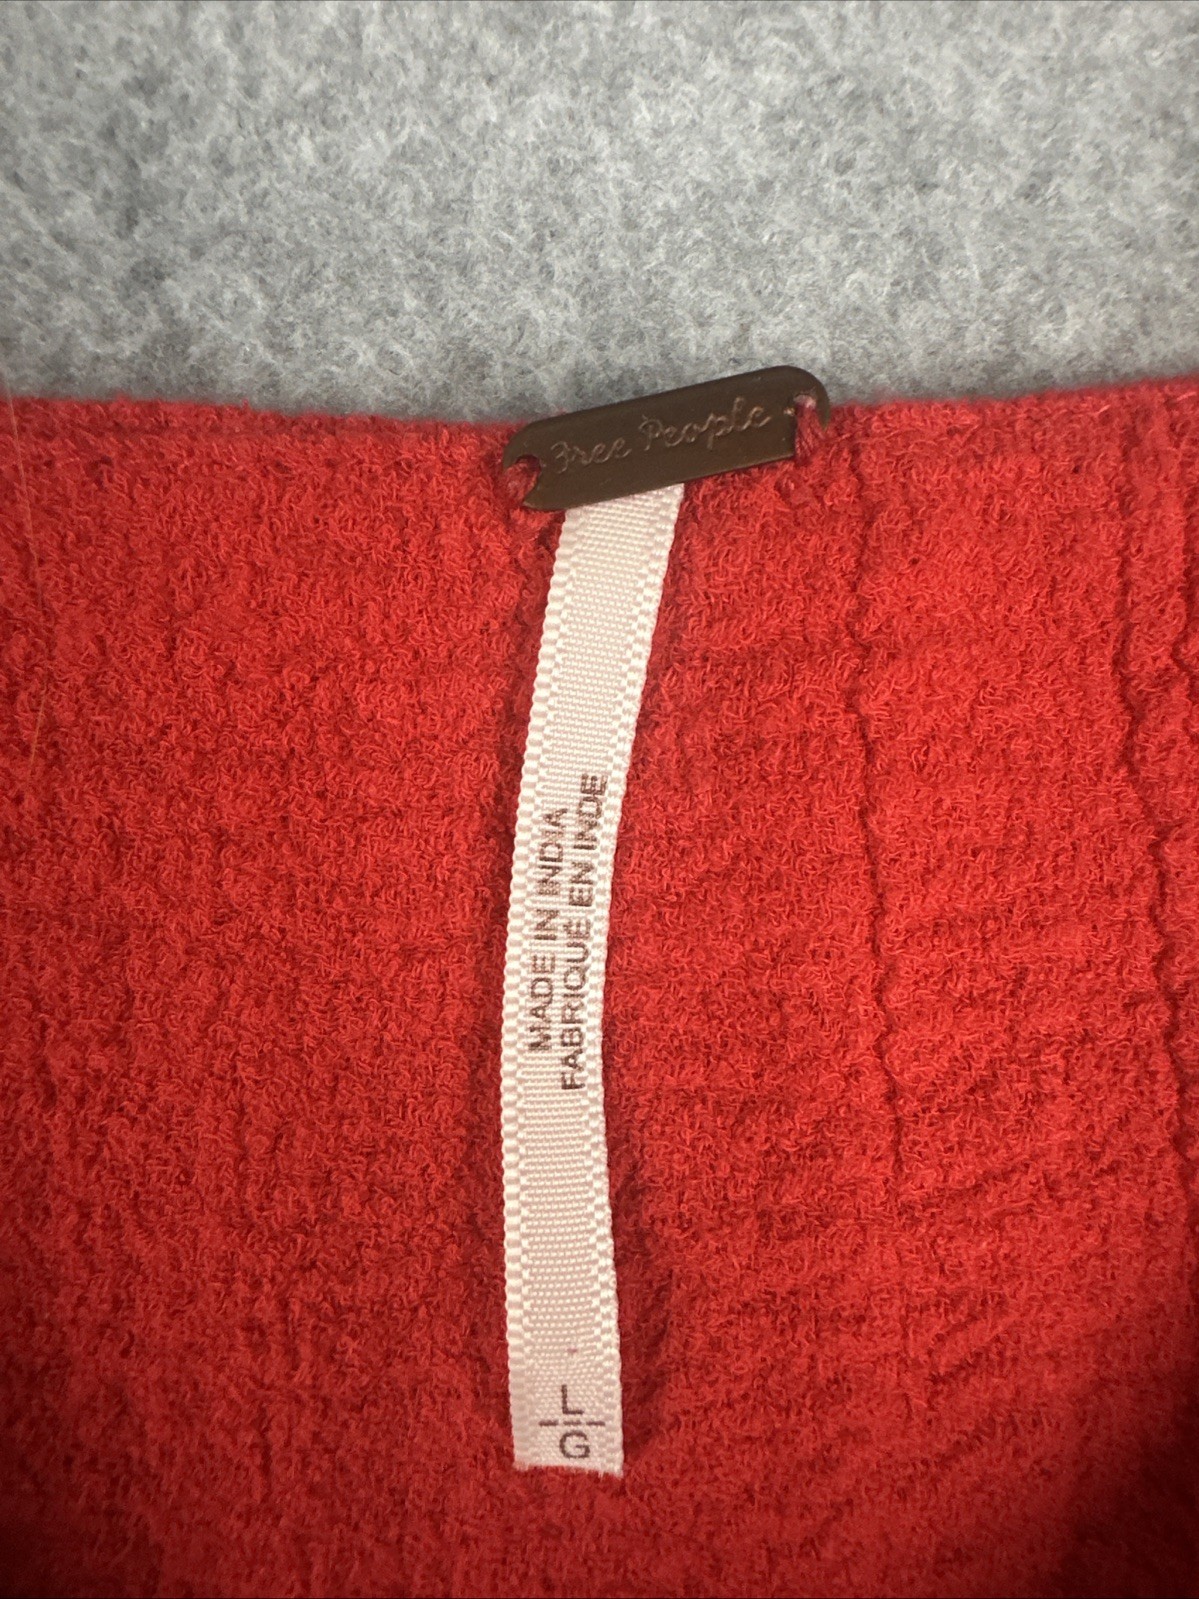 Free People
MADE IN INDIA
FABRIQUÉ EN INDE
L
G